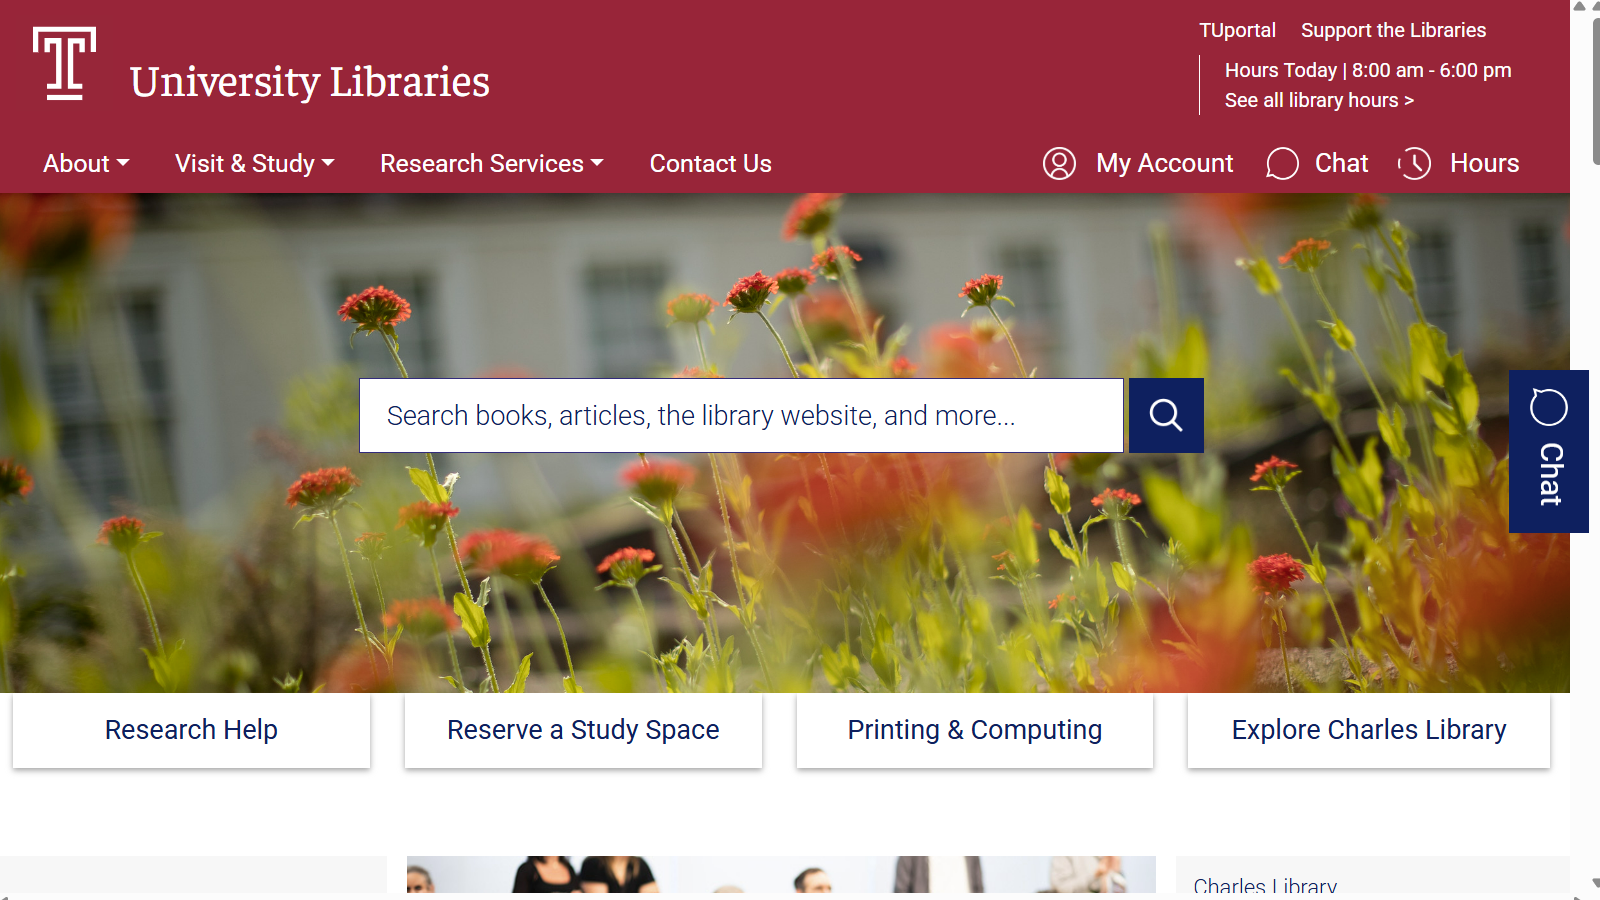 TUportal Support the Libraries
T University Libraries
Hours Today | 8:00 am - 6:00 pm
See all library hours >
About Visit & Study Research Services Contact Us My Account Chat Hours
Search books, articles, the library website, and more...
Chat
Research Help Reserve a Study Space Printing & Computing Explore Charles Library
Charles Library